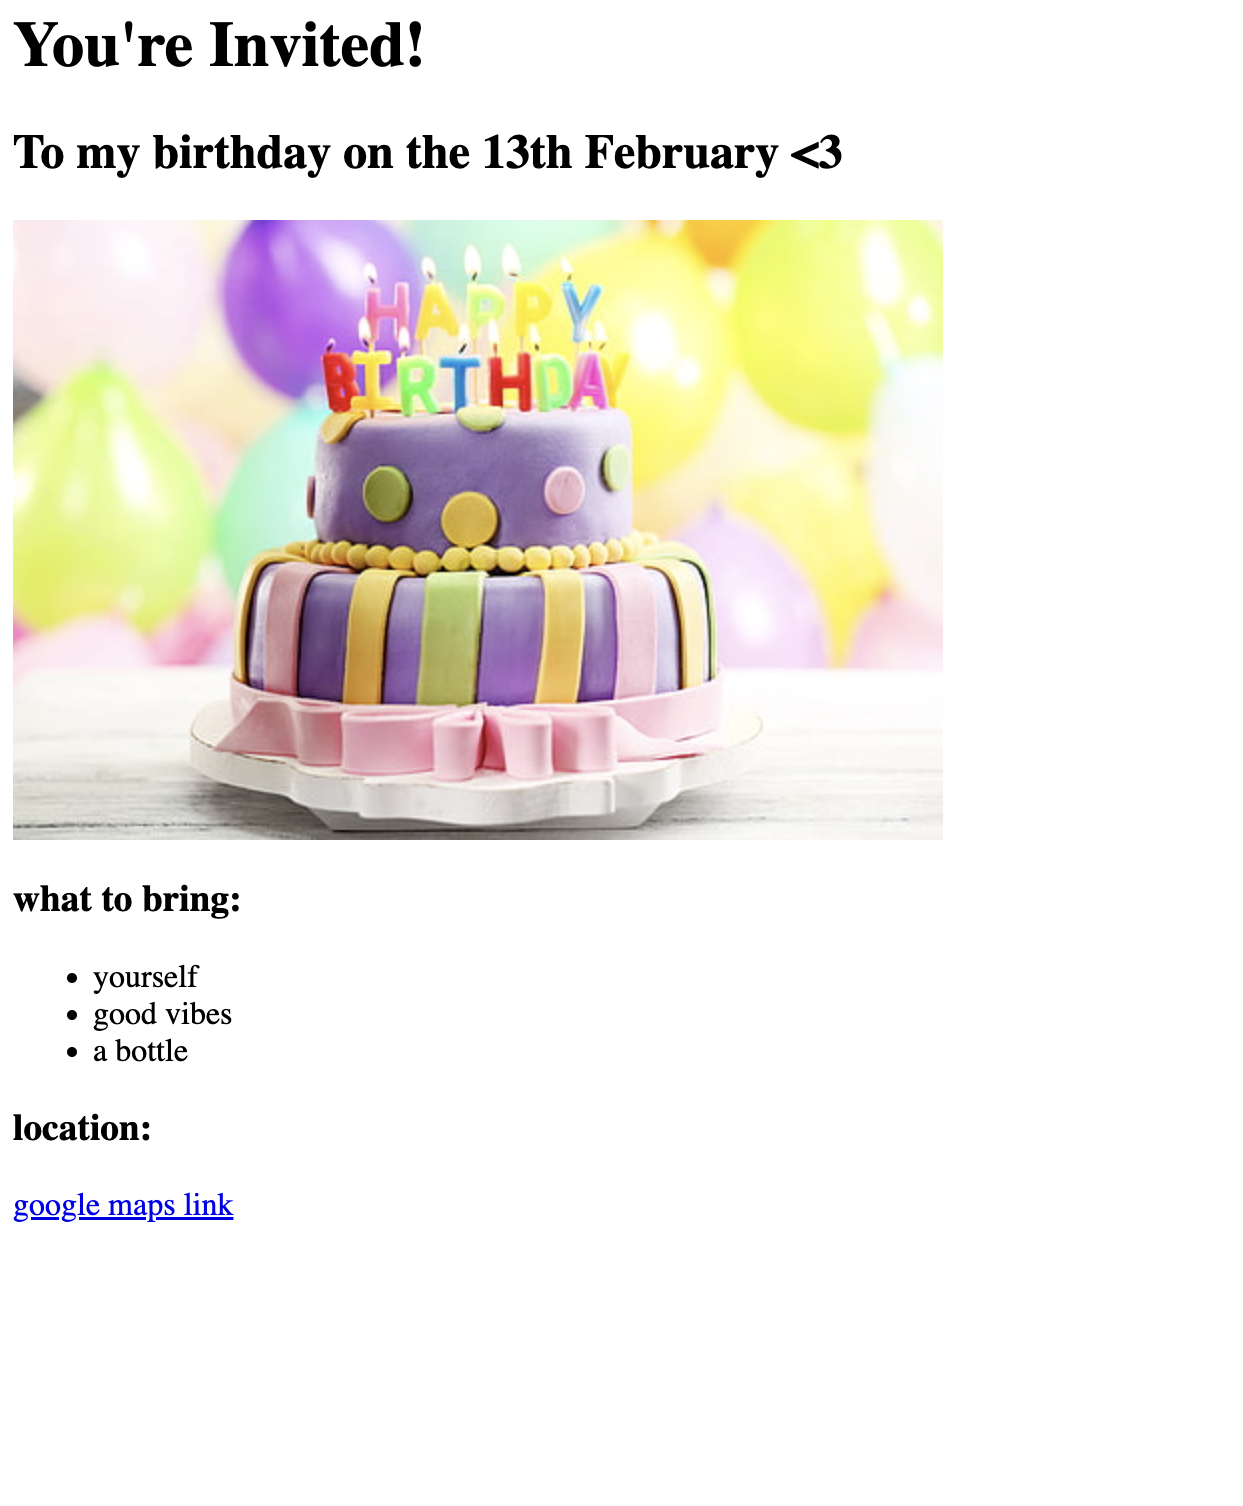 You're Invited!
To my birthday on the 13th February <3
HAPPY
BIRTHDAY
what to bring:
• yourself
• good vibes
• a bottle
location:
google maps link